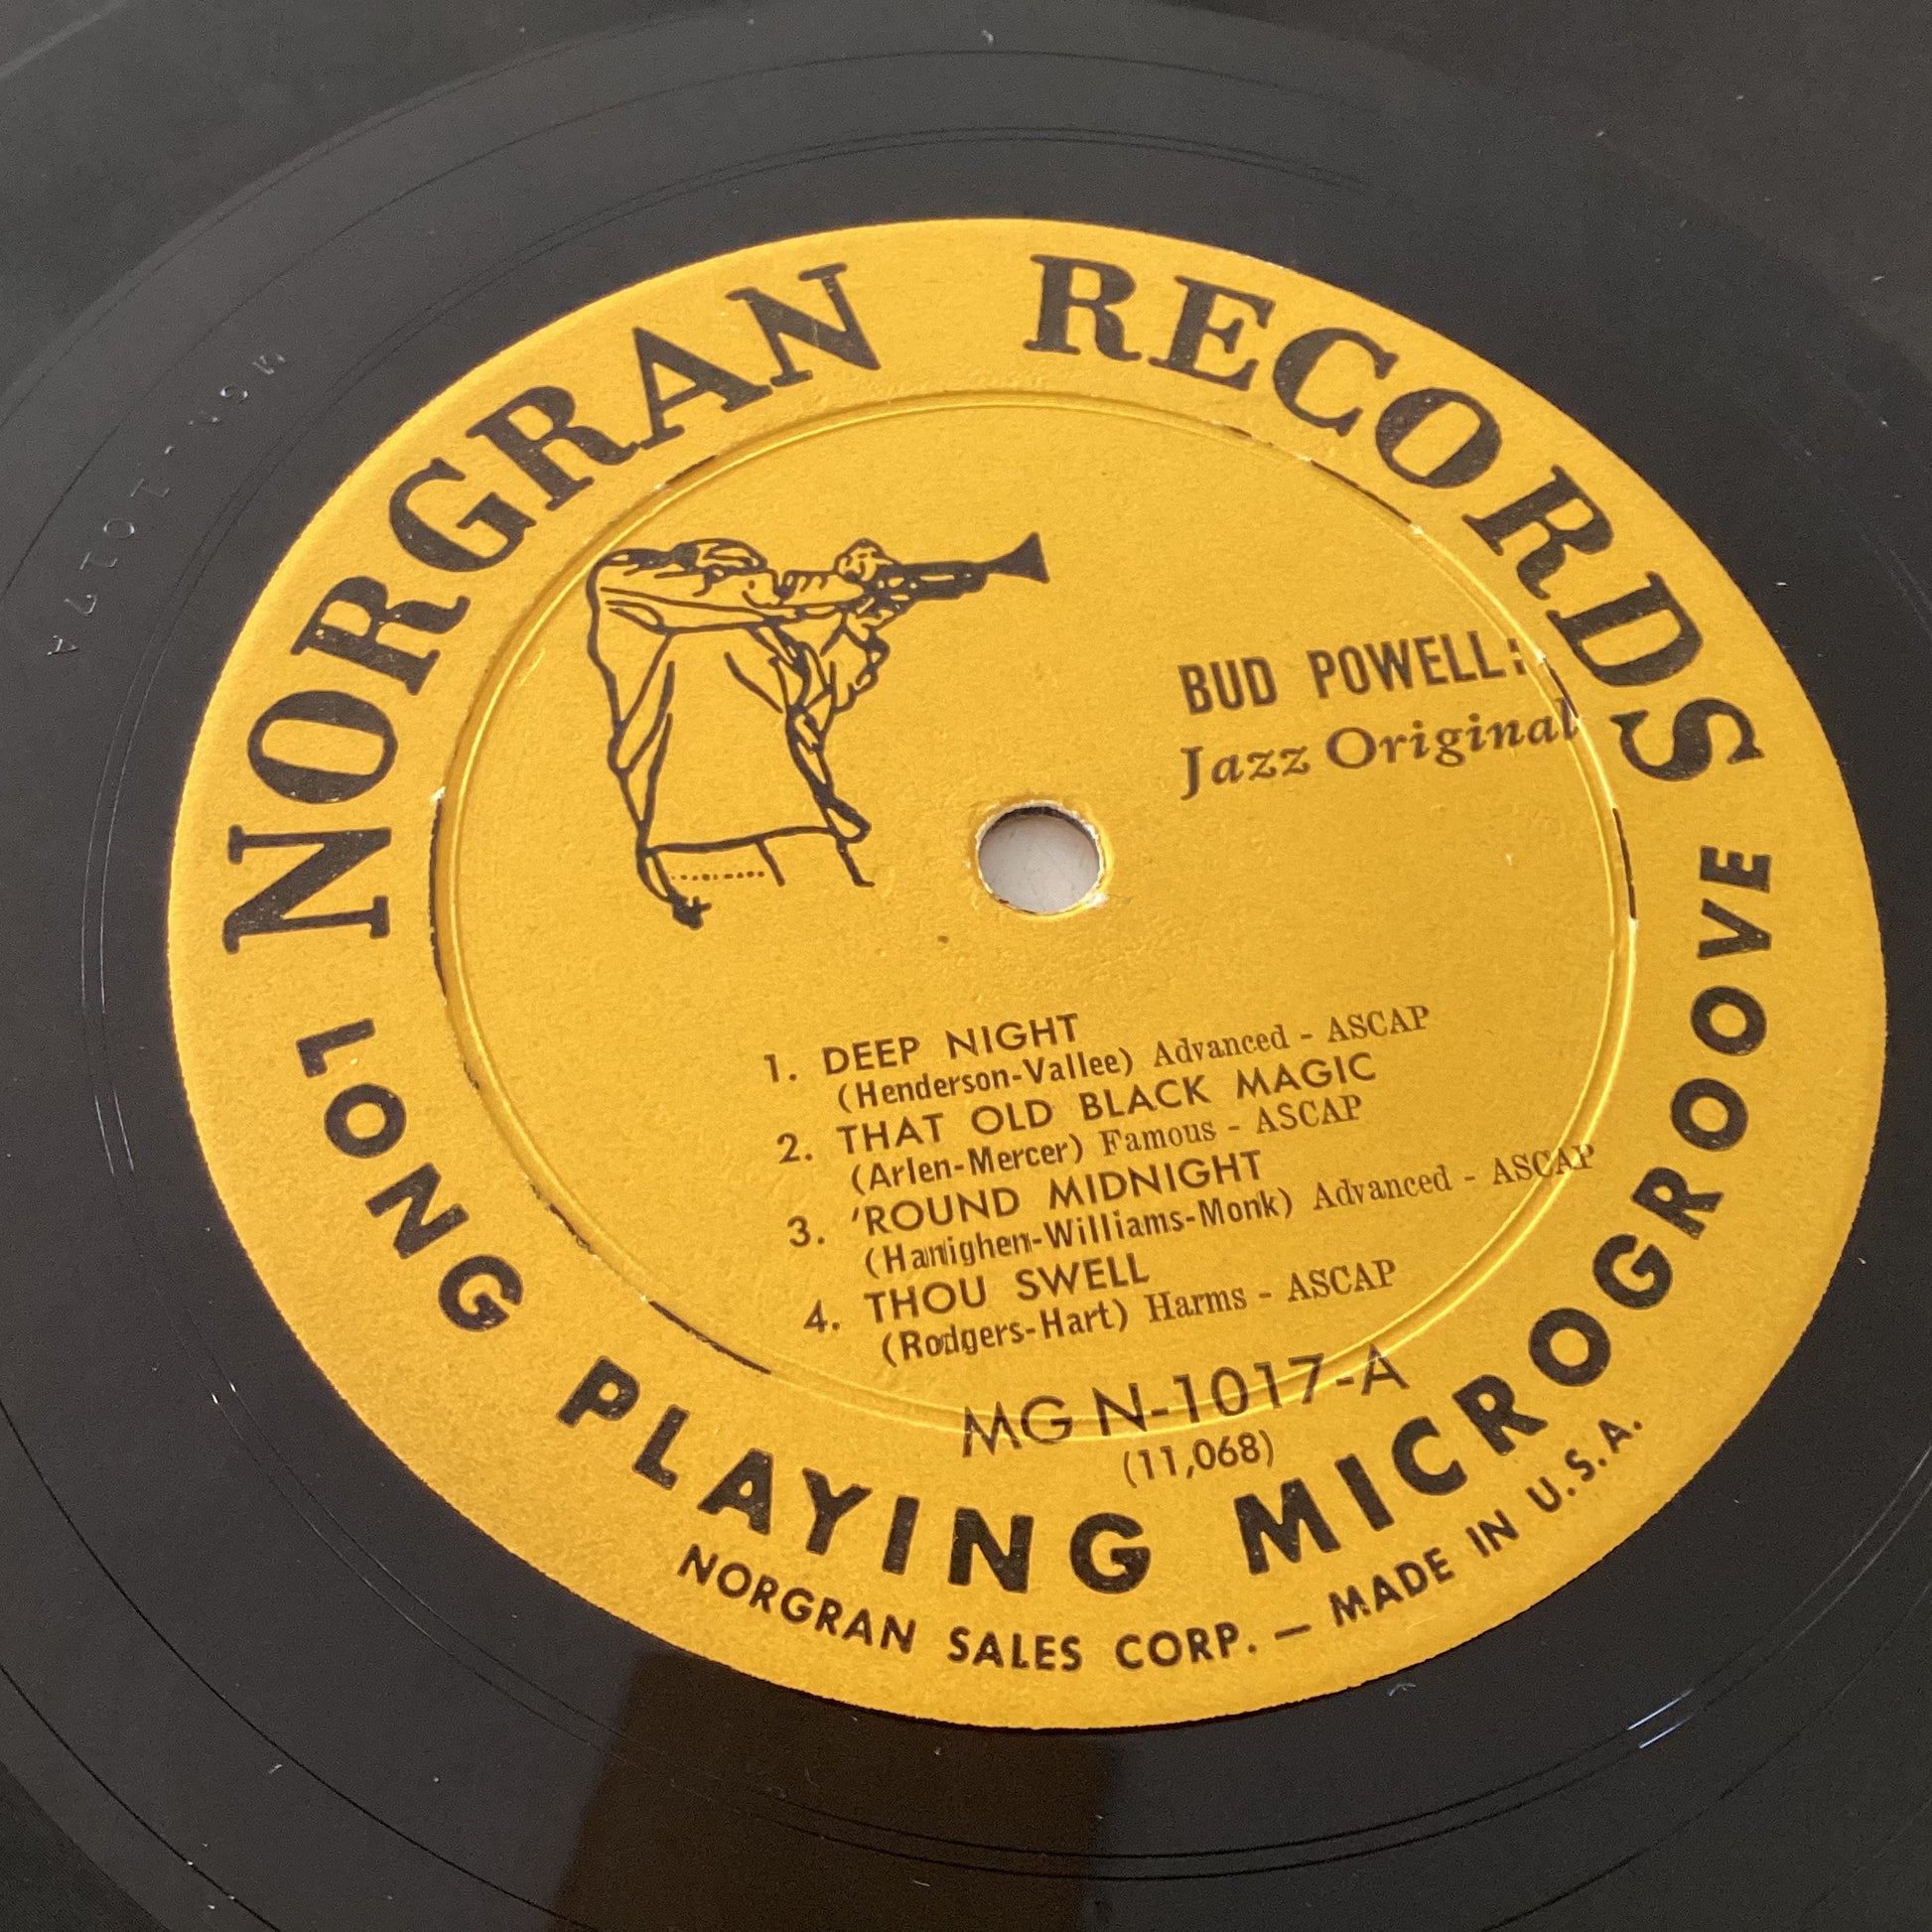 NORGRAN RECORDS
BUD POWELL:
Jazz Original
1. DEEP NIGHT
(Henderson-Vallee) Advanced - ASCAP
2. THAT OLD BLACK MAGIC
(Arlen-Mercer) Famous - ASCAP
3. 'ROUND MIDNIGHT
(Hanighen-Williams-Monk) Advanced - ASCAP
4. THOU SWELL
(Rodgers-Hart) Harms - ASCAP
MG N-1017-A
(11,068)
LONG PLAYING MICROGROOVE
NORGRAN SALES CORP. — MADE IN U.S.A.